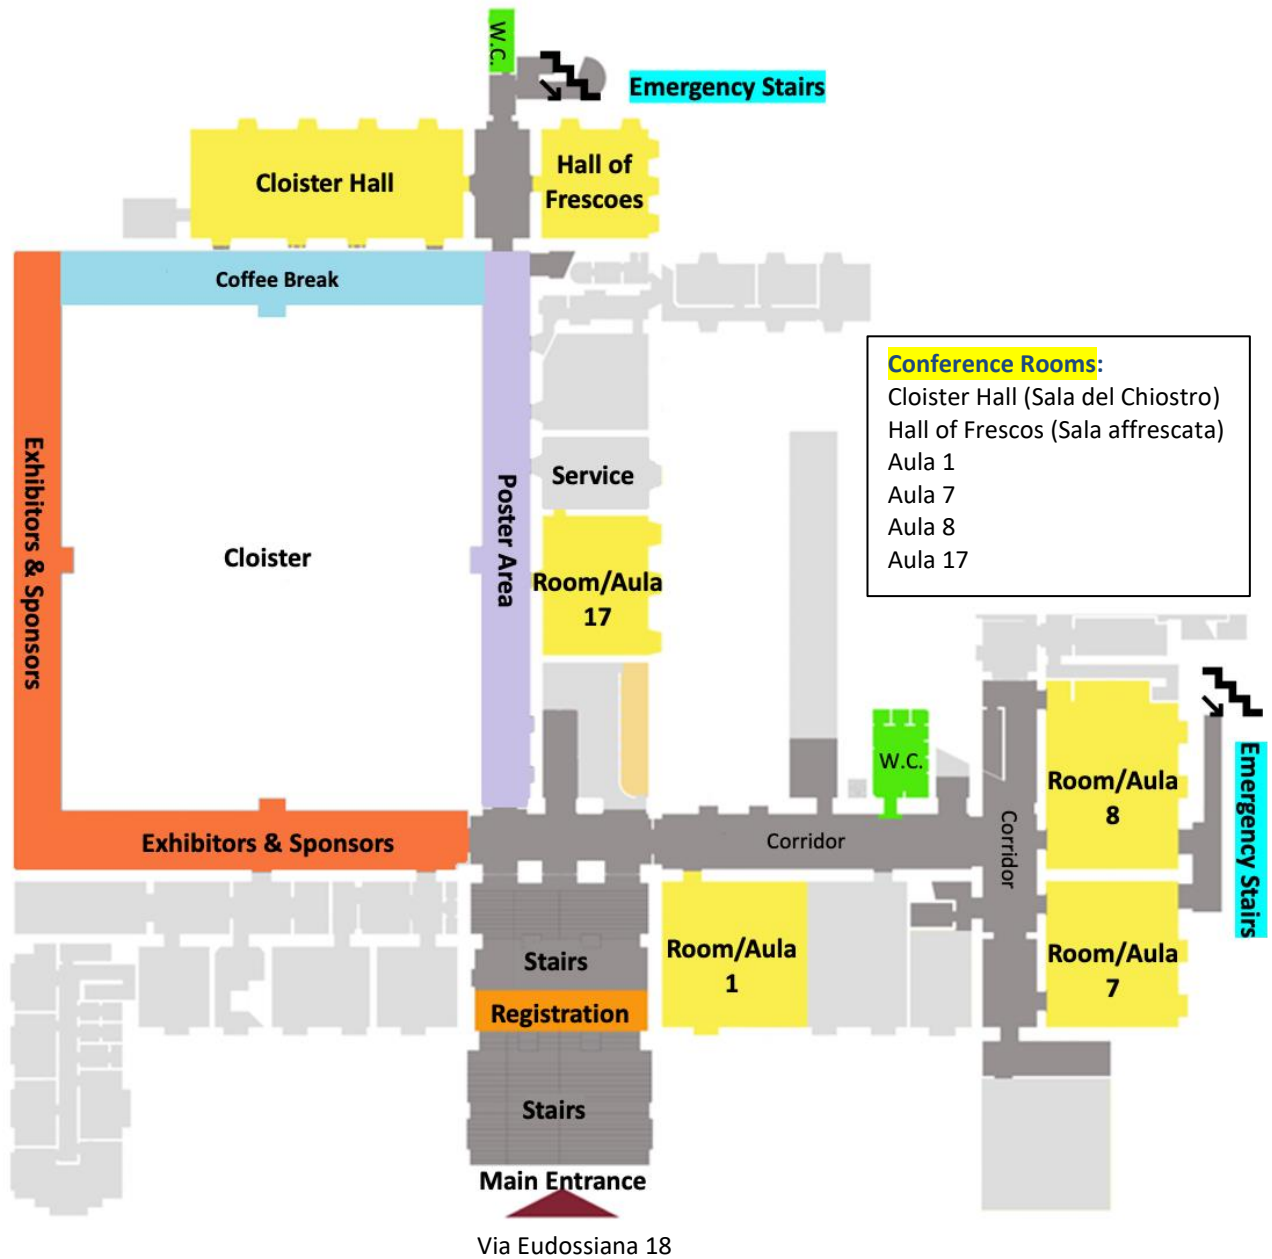 W.C.
Emergency Stairs
Cloister Hall
Hall of
Frescoes
Coffee Break
Conference Rooms:
Cloister Hall (Sala del Chiostro)
Hall of Frescos (Sala affrescata)
Aula 1
Aula 7
Aula 8
Aula 17
Exhibitors & Sponsors
Cloister
Poster Area
Service
Room/Aula
17
W.C.
Room/Aula
8
Emergency Stairs
Exhibitors & Sponsors
Corridor
Corridor
Stairs
Room/Aula
1
Room/Aula
7
Registration
Stairs
Main Entrance
Via Eudossiana 18